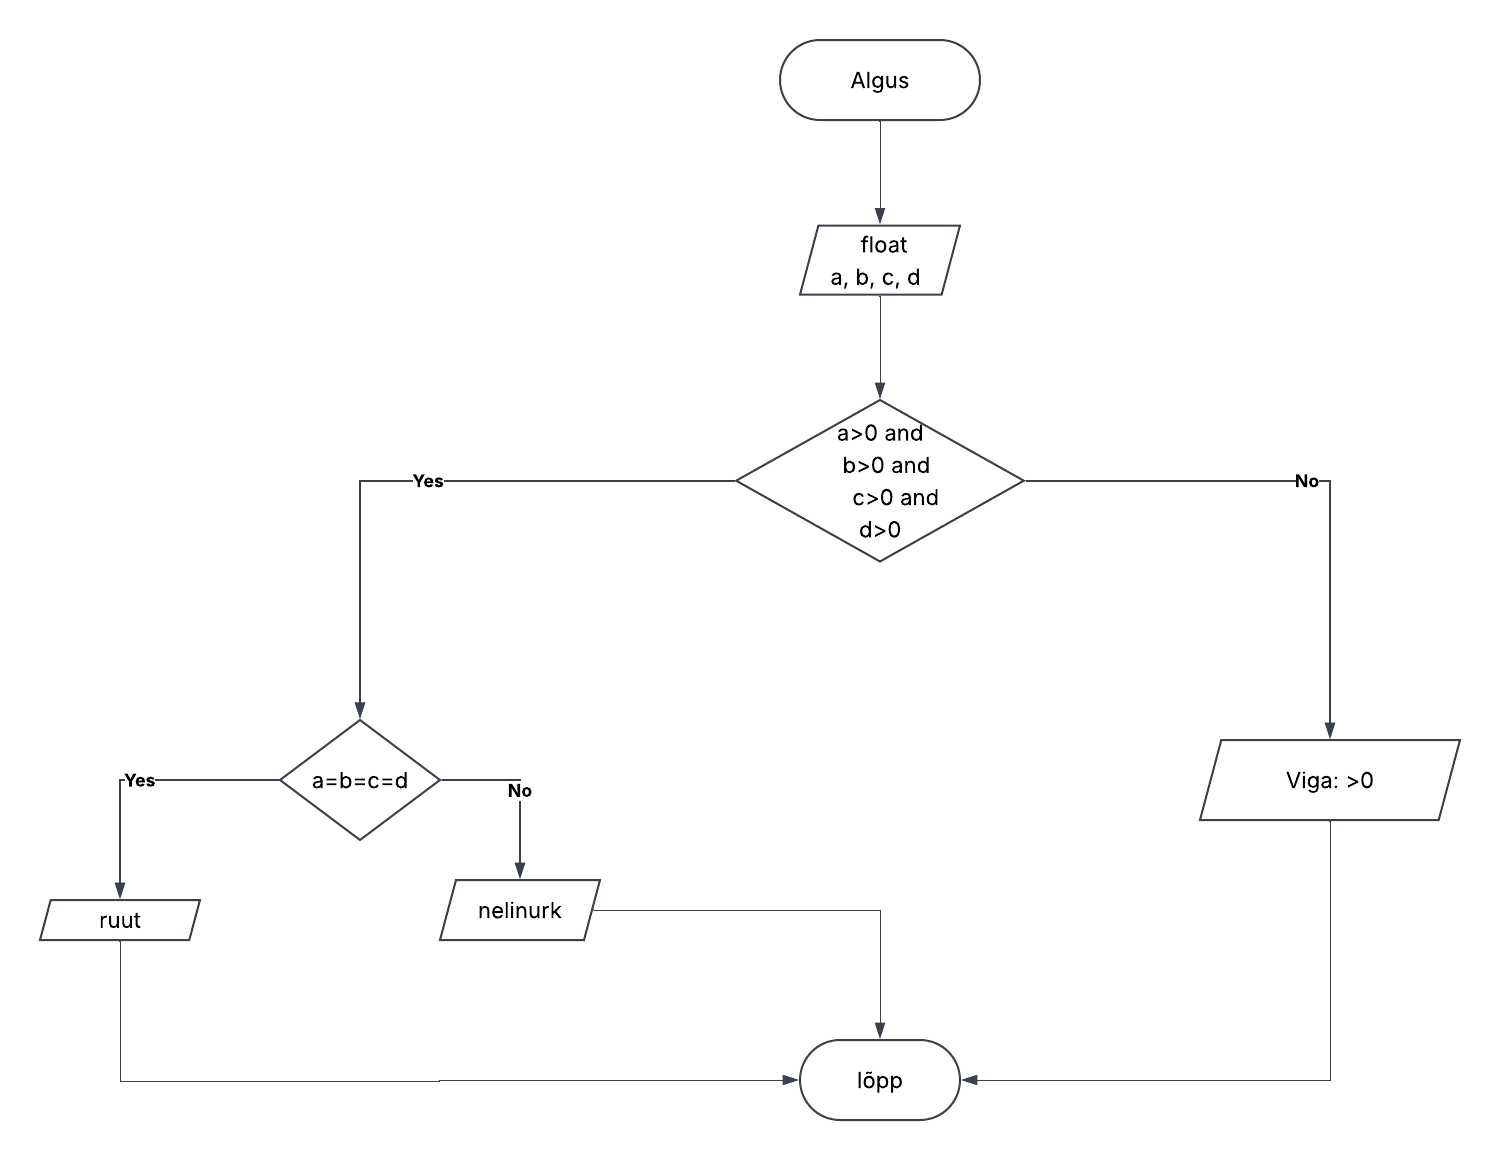 Algus
float
a, b, c, d
a>0 and
b>0 and
c>0 and
d>0
Yes
No
a=b=c=d
Yes
No
Viga: >0
ruut
nelinurk
lõpp